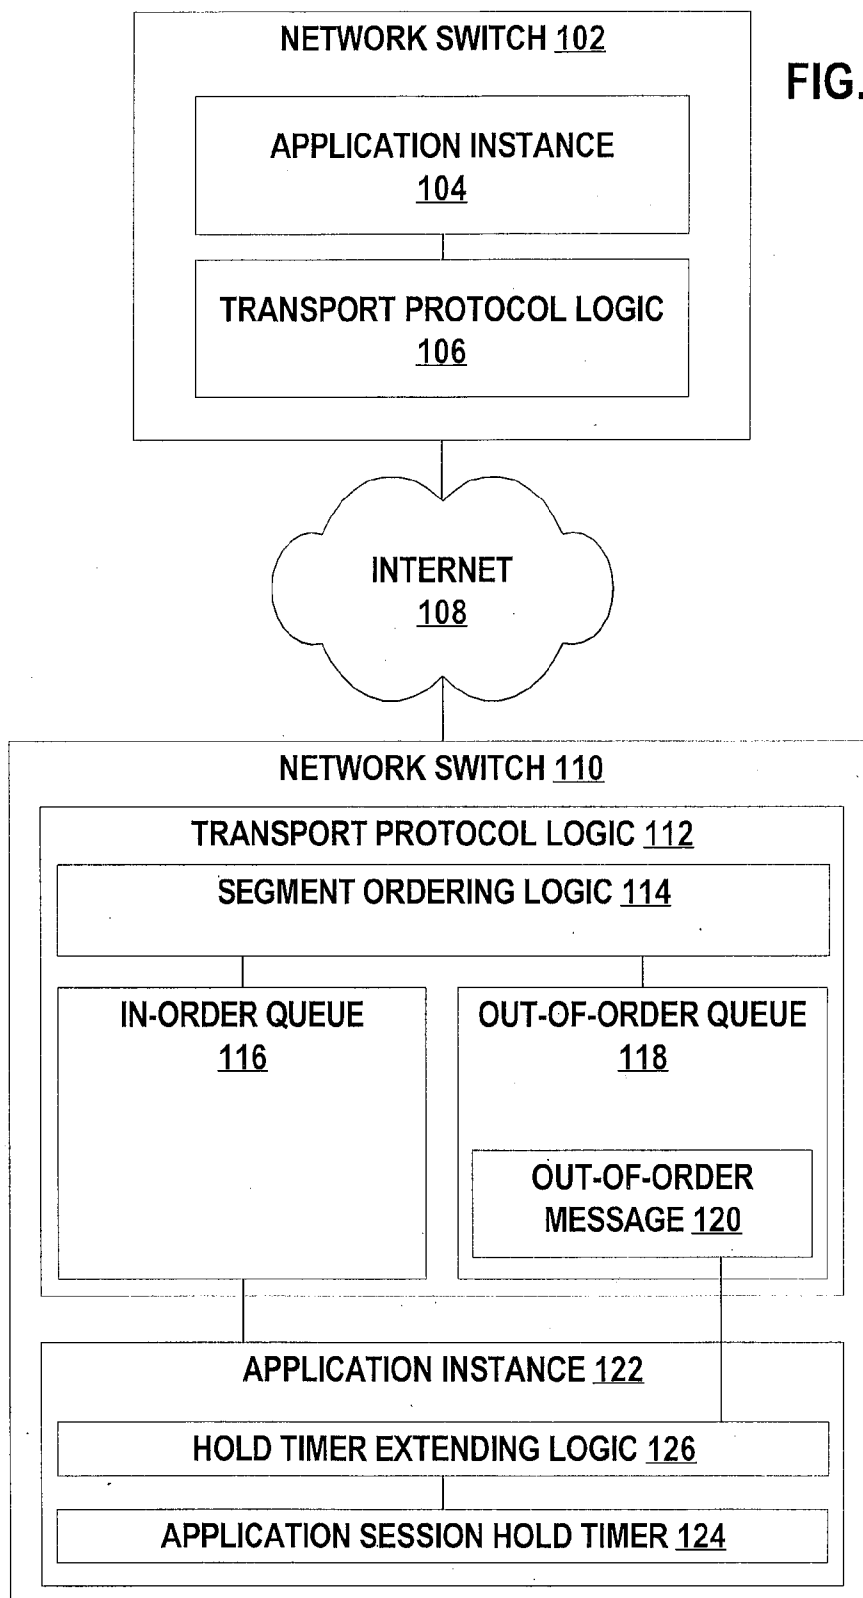 NETWORK SWITCH 102
FIG.
APPLICATION INSTANCE
104
TRANSPORT PROTOCOL LOGIC
106
INTERNET
108
NETWORK SWITCH 110
TRANSPORT PROTOCOL LOGIC 112
SEGMENT ORDERING LOGIC 114
IN-ORDER QUEUE
116
OUT-OF-ORDER QUEUE
118
OUT-OF-ORDER
MESSAGE 120
APPLICATION INSTANCE 122
HOLD TIMER EXTENDING LOGIC 126
APPLICATION SESSION HOLD TIMER 124